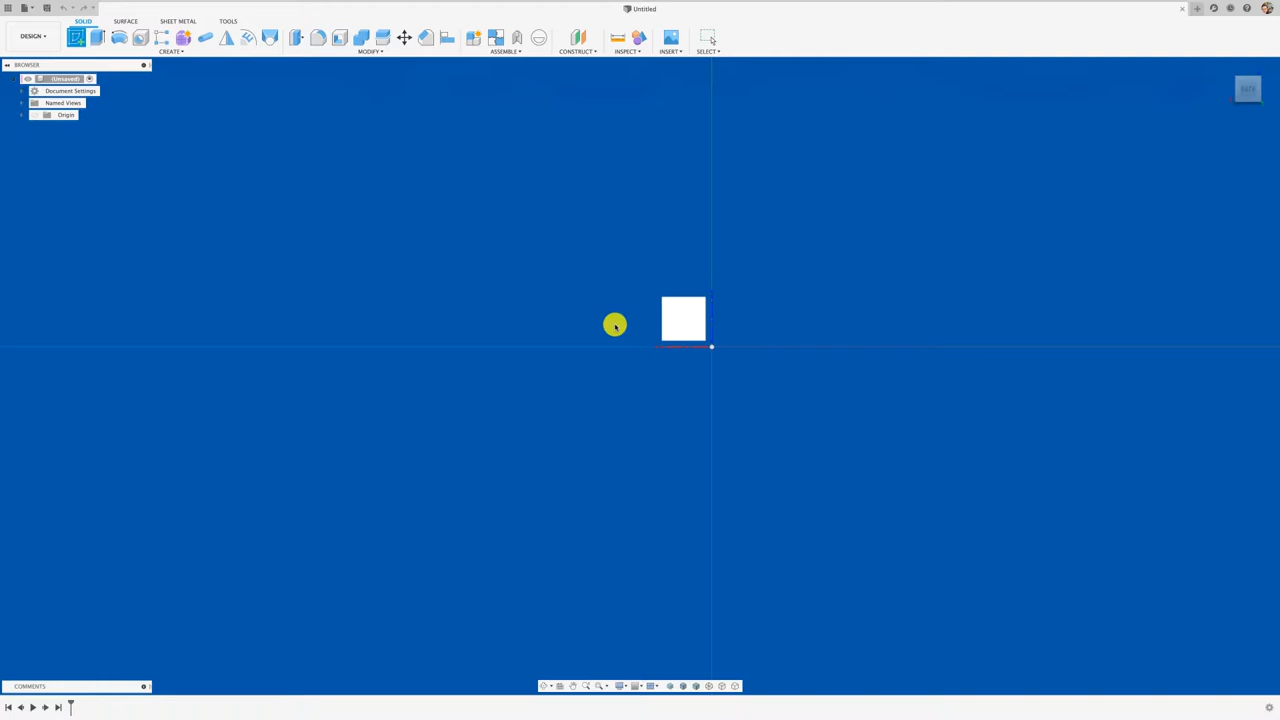 Untitled
SOLID SURFACE SHEET METAL TOOLS
DESIGN
CREATE MODIFY ASSEMBLE CONSTRUCT INSPECT INSERT SELECT
BROWSER
(Unsaved)
Document Settings
Named Views
Origin
BACK
COMMENTS